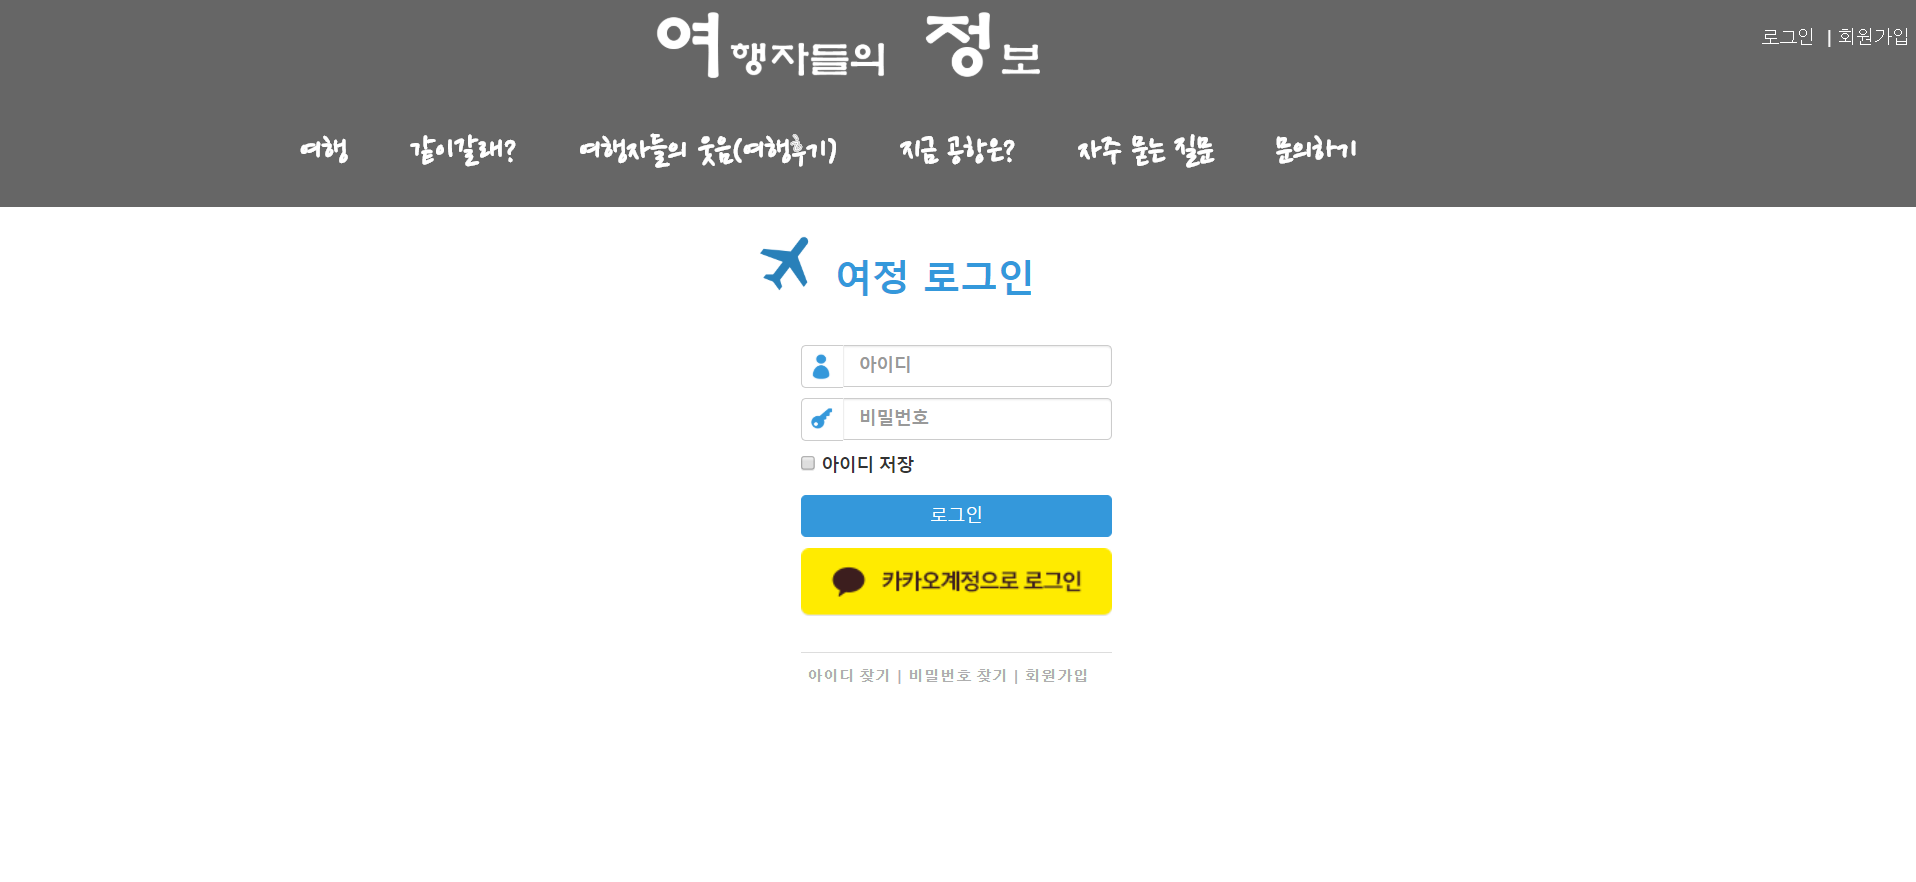 여행자들의 정보
로그인 | 회원가입
여행 같이갈래? 여행자들의 웃음(여행후기) 지금 공항은? 자주 묻는 질문 문의하기
여정 로그인
아이디
비밀번호
아이디 저장
로그인
카카오계정으로 로그인
아이디 찾기 | 비밀번호 찾기 | 회원가입